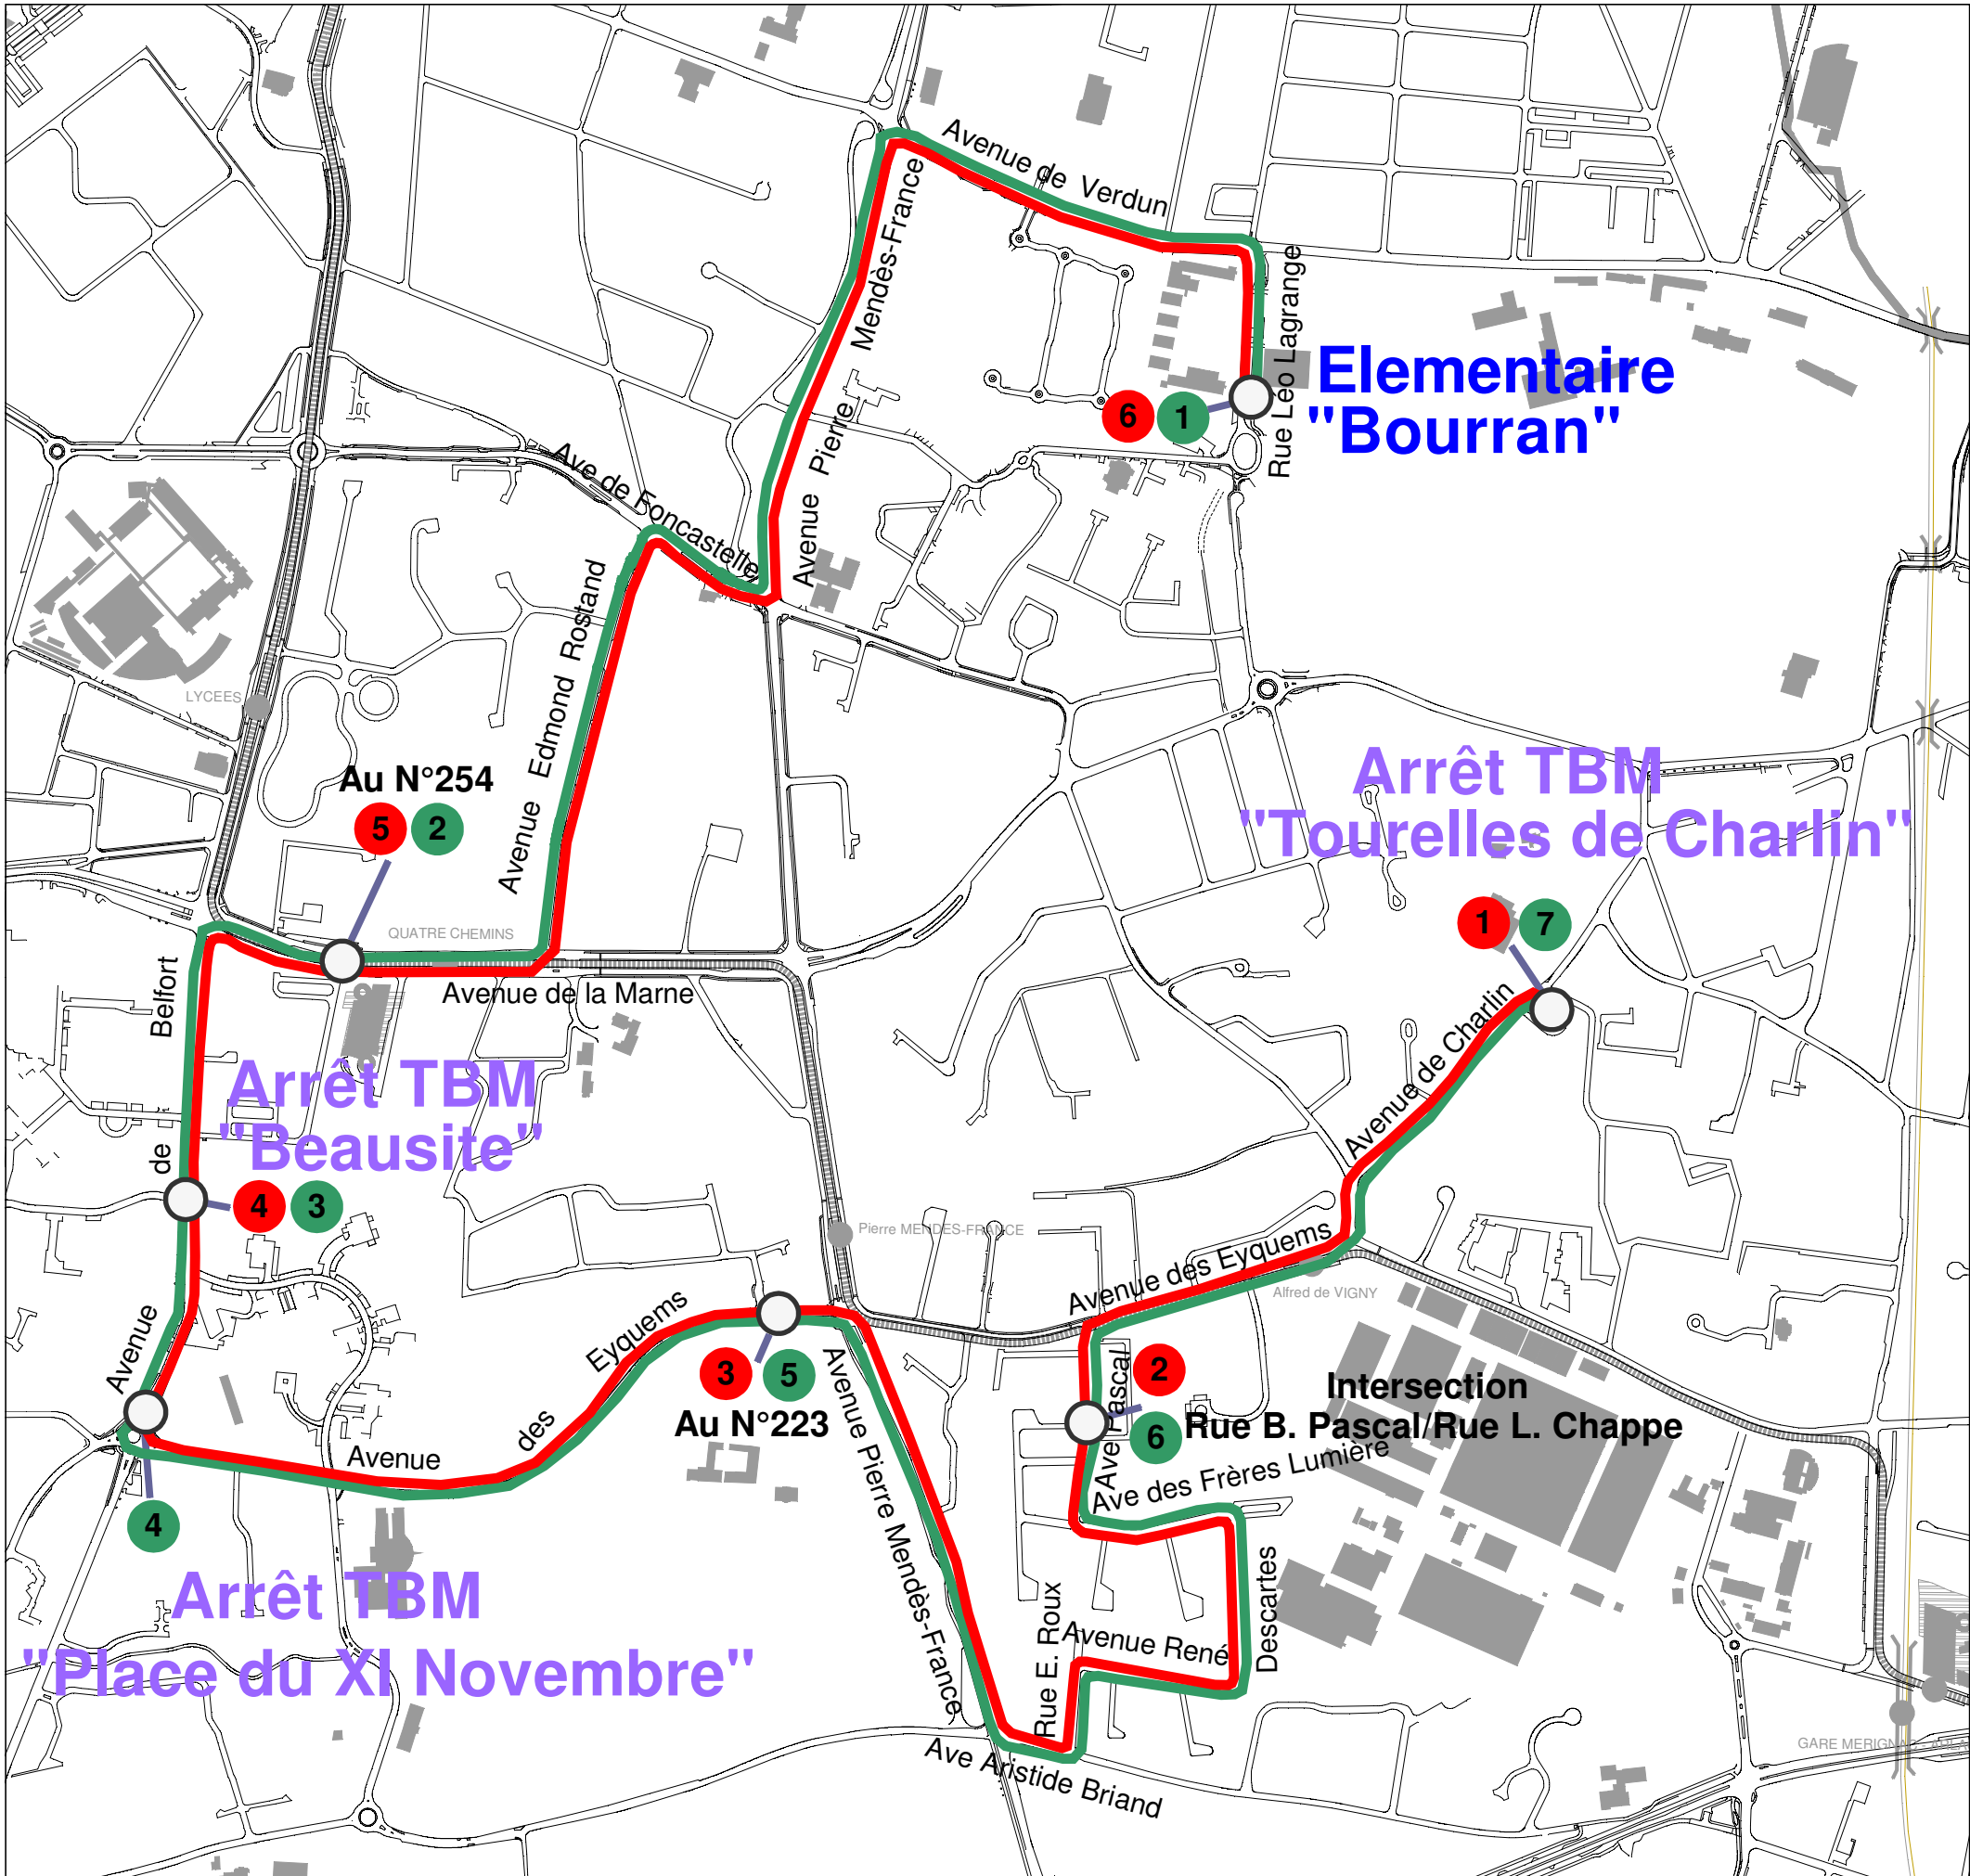 Avenue de Verdun
Avenue Pierre Mendès-France
Rue Léo Lagrange
Elementaire
"Bourran"
6 1
Ave de Foncastelle
Avenue Edmond Rostand
LYCEES
Au N°254
5 2
QUATRE CHEMINS
Avenue de la Marne
Arrêt TBM
"Tourelles de Charlin"
1 7
Avenue de Charlin
Avenue de Belfort
Arrêt TBM
"Beausite"
4 3
Pierre MENDES-FRANCE
Avenue des Eyquems
Alfred de VIGNY
Avenue des Eyquems
3 5
Au N°223
Avenue Pierre Mendès-France
Ave Pascal
2
6
Intersection
Rue B. Pascal/Rue L. Chappe
Ave des Frères Lumière
4
Arrêt TBM
"Place du XI Novembre"
Rue E. Roux
Avenue René
Descartes
Ave Aristide Briand
GARE MERIGNAC -